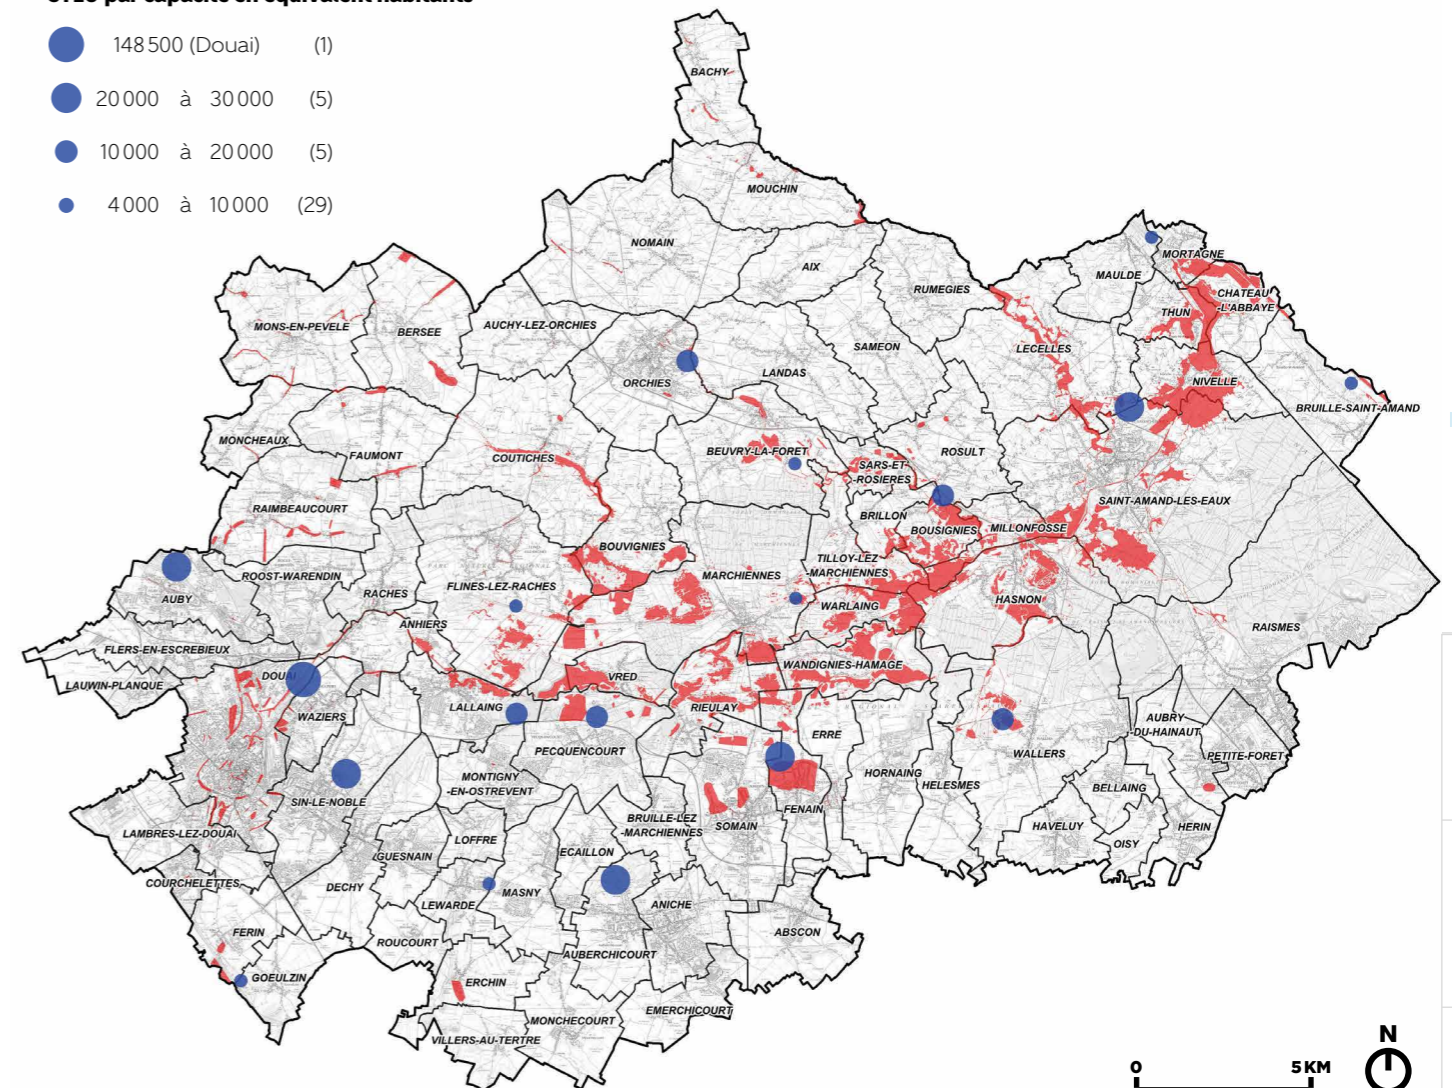 148 500 (Douai) (1)
20 000 à 30 000 (5)
10 000 à 20 000 (5)
4 000 à 10 000 (29)
BACHY
MOUCHIN
NOMAIN
AIX
RUMEGIES
MAULDE
MORTAGNE
CHATEAU
-L'ABBAYE
THUN
MONS-EN-PEVELE
BERSEE
AUCHY-LEZ-ORCHIES
SAMEON
LECELLES
ORCHIES
LANDAS
NIVELLE
BRUILLE-SAINT-AMAND
MONCHEAUX
FAUMONT
COUTICHES
BEUVRY-LA-FORET
SARS-ET-
-ROSIERES
ROSULT
RAIMBEAUCOURT
BRILLON
BOUSIGNIES
MILLONFOSSE
SAINT-AMAND-LES-EAUX
BOUVIGNIES
TILLOY-LEZ
-MARCHIENNES
ROOST-WARENDIN
RACHES
FLINES-LEZ-RACHES
MARCHIENNES
AUBY
WARLAING
HASNON
ANHIERS
RAISMES
FLERS-EN-ESCREBIEUX
WANDIGNIES-HAMAGE
LAUWIN-PLANQUE
DOUAI
VRED
LALLAING
RIEULAY
WAZIERS
AUBRY
-DU-HAINAUT
ERRE
PECQUENCOURT
WALLERS
PETITE-FORET
MONTIGNY
-EN-OSTREVENT
HORNAING
HELESMES
BELLAING
SIN-LE-NOBLE
FENAIN
BRUILLE-LEZ
-MARCHIENNES
SOMAIN
HAVELUY
HERIN
LAMBRES-LEZ-DOUAI
LOFFRE
OISY
ECAILLON
GUESNAIN
COURCHELETTES
DECHY
MASNY
LEWARDE
ANICHE
FERIN
ABSCON
ROUCOURT
AUBERCHICOURT
GOEULZIN
ERCHIN
EMERCHICOURT
MONCHECOURT
VILLERS-AU-TERTRE
N
0 5 KM